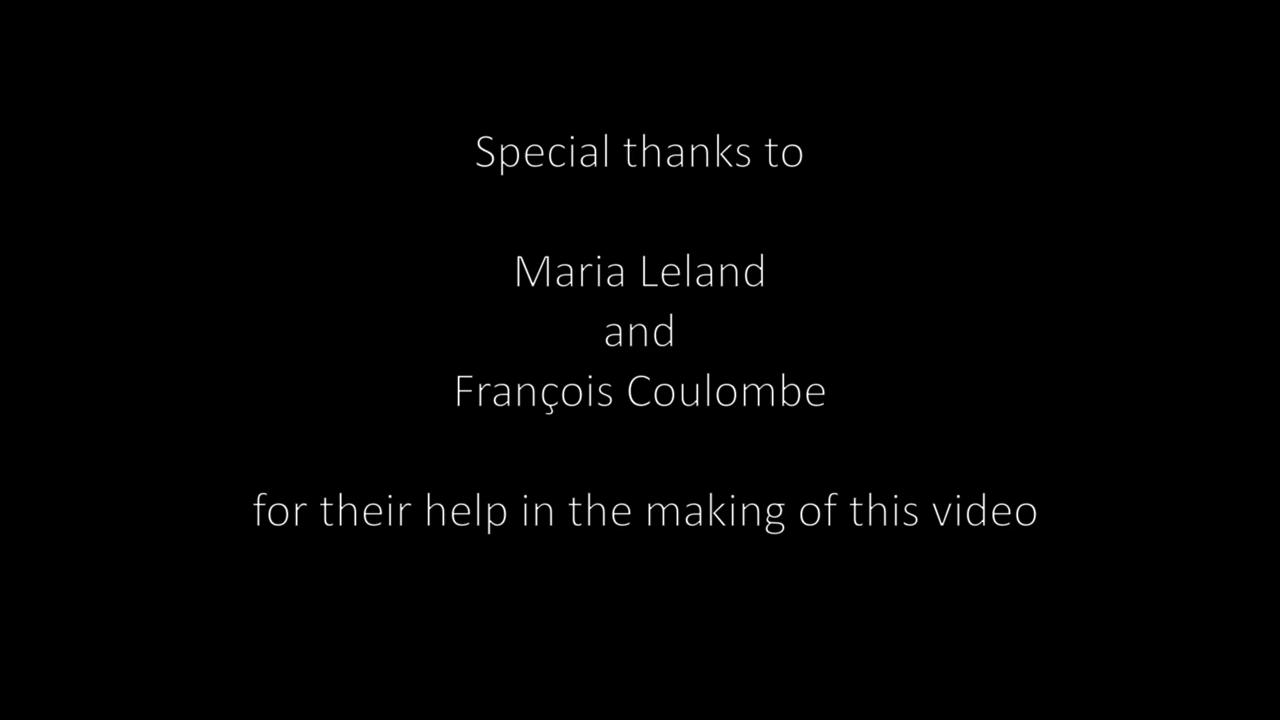 Special thanks to
Maria Leland
and
François Coulombe
for their help in the making of this video